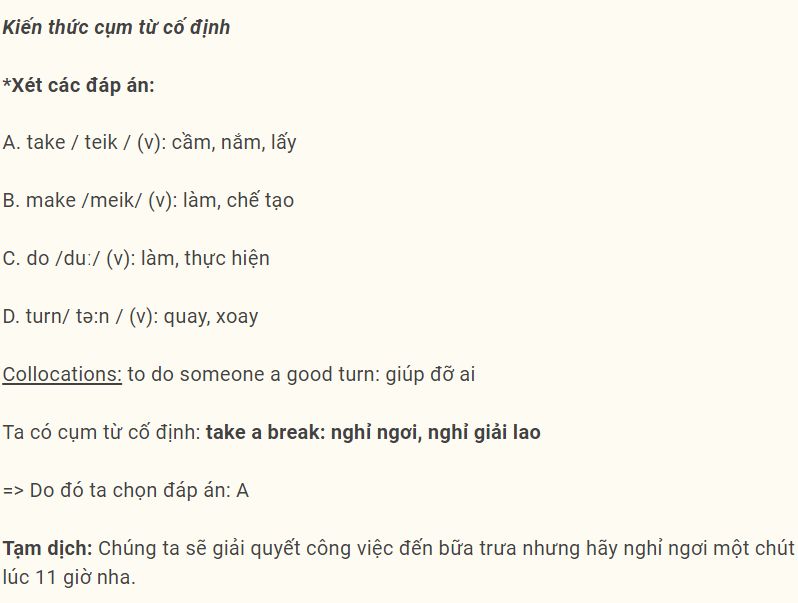 Kiến thức cụm từ cố định
*Xét các đáp án:
A. take / teik / (v): cầm, nắm, lấy
B. make /meik/ (v): làm, chế tạo
C. do /duː/ (v): làm, thực hiện
D. turn/ tə:n / (v): quay, xoay
Collocations: to do someone a good turn: giúp đỡ ai
Ta có cụm từ cố định: take a break: nghỉ ngơi, nghỉ giải lao
=> Do đó ta chọn đáp án: A
Tạm dịch: Chúng ta sẽ giải quyết công việc đến bữa trưa nhưng hãy nghỉ ngơi một chút
lúc 11 giờ nha.